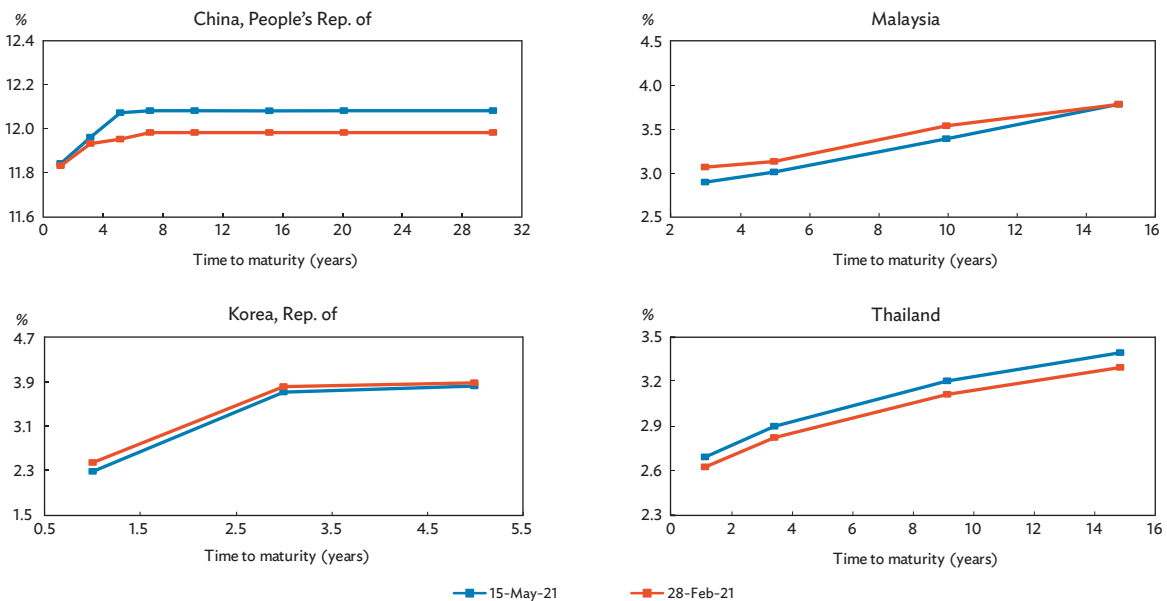 China, People's Rep. of
%
12.4
12.2
12.0
11.8
11.6
0 4 8 12 16 20 24 28 30 32
Time to maturity (years)
Malaysia
%
4.5
4.0
3.5
3.0
2.5
2 4 6 8 10 12 14 16
Time to maturity (years)
Korea, Rep. of
%
4.7
3.9
3.1
2.3
1.5
0.5 1.5 2.5 3.5 4.5 5.5
Time to maturity (years)
Thailand
%
3.5
3.2
2.9
2.6
2.3
0 2 4 6 8 10 12 14 16
Time to maturity (years)
15-May-21 28-Feb-21